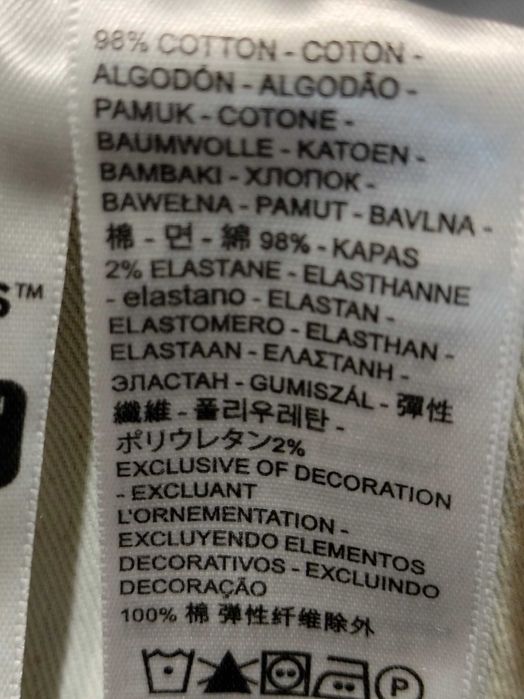 98% COTTON - COTON -
ALGODÓN - ALGODÃO -
PAMUK - COTONE -
BAUMWOLLE - KATOEN -
BAMBAKI - ХЛОПОК -
BAWEŁNA - PAMUT - BAVLNA -
棉 - 면 - 綿 98% - KAPAS
2% ELASTANE - ELASTHANNE
- elastano - ELASTAN -
ELASTOMERO - ELASTHAN -
ELASTAAN - ΕΛΑΣΤΑΝΗ -
ЭЛАСТАН - GUMISZÁL - 彈性
纖維 - 폴리우레탄 -
ポリウレタン2%
EXCLUSIVE OF DECORATION
- EXCLUANT
L'ORNEMENTATION -
EXCLUYENDO ELEMENTOS
DECORATIVOS - EXCLUINDO
DECORAÇÃO
100% 棉 弹性纤维除外
P
S™